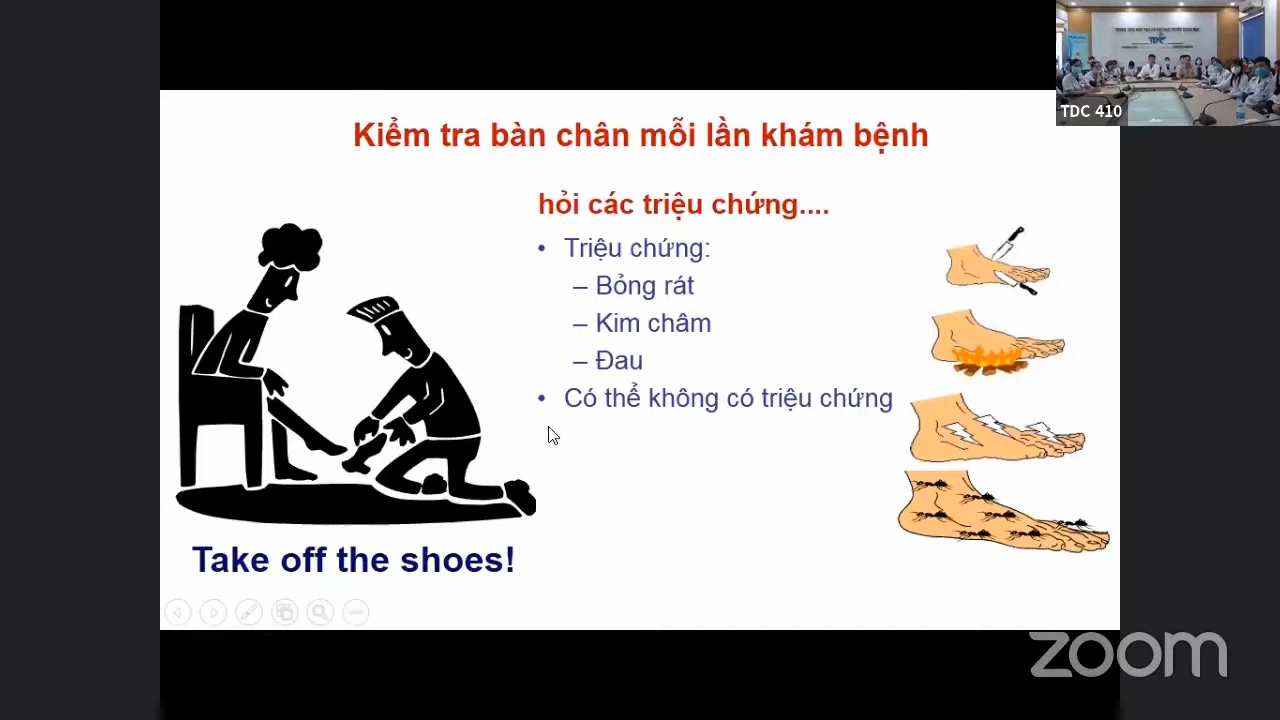 Kiểm tra bàn chân mỗi lần khám bệnh
hỏi các triệu chứng....
• Triệu chứng:
– Bỏng rát
– Kim châm
– Đau
• Có thể không có triệu chứng
Take off the shoes!
TDC
TDC 410
zoom